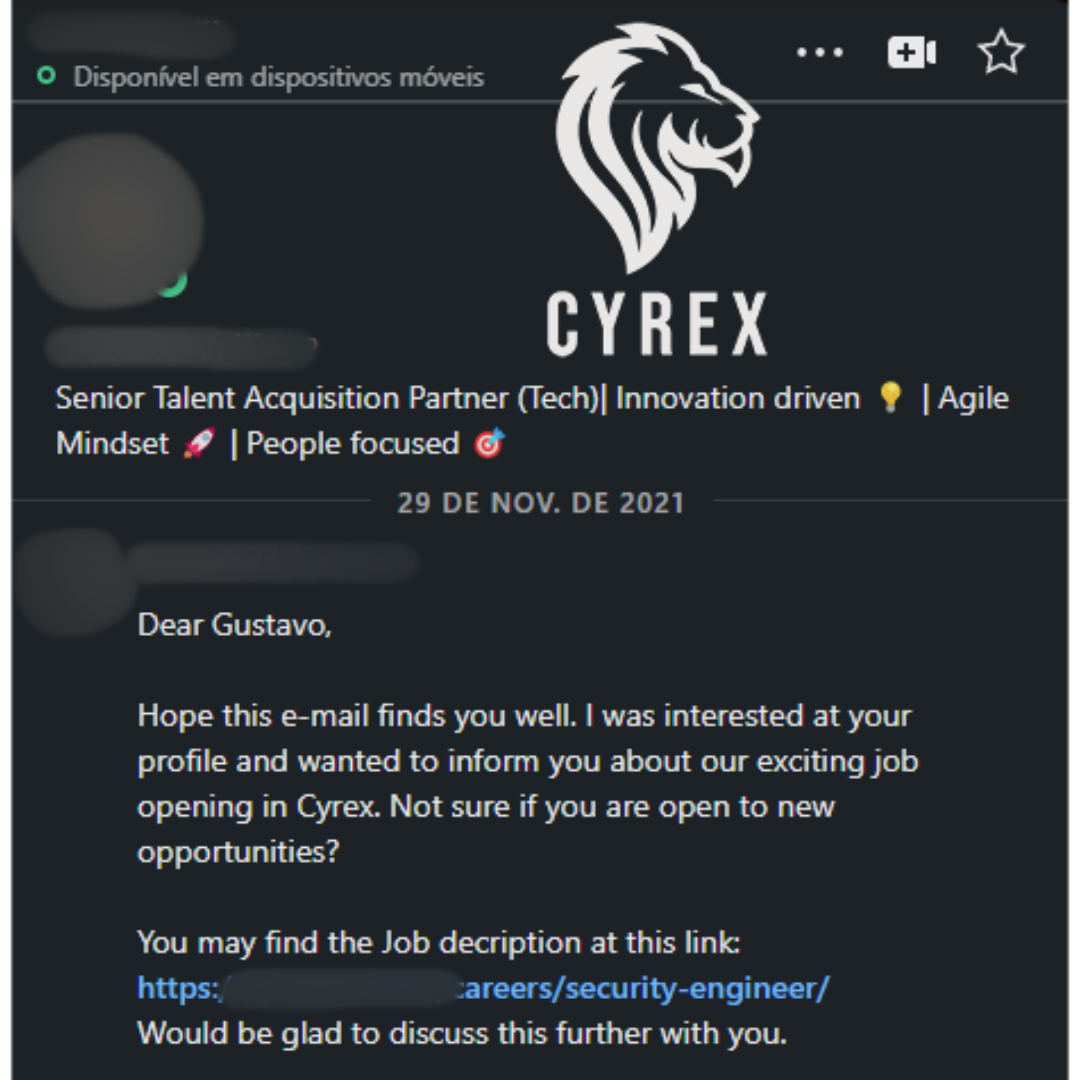 Disponível em dispositivos móveis
CYREX
Senior Talent Acquisition Partner (Tech)| Innovation driven 💡 | Agile
Mindset 🚀 | People focused 🎯
29 DE NOV. DE 2021
Dear Gustavo,
Hope this e-mail finds you well. I was interested at your
profile and wanted to inform you about our exciting job
opening in Cyrex. Not sure if you are open to new
opportunities?
You may find the Job decription at this link:
https:/ careers/security-engineer/
Would be glad to discuss this further with you.